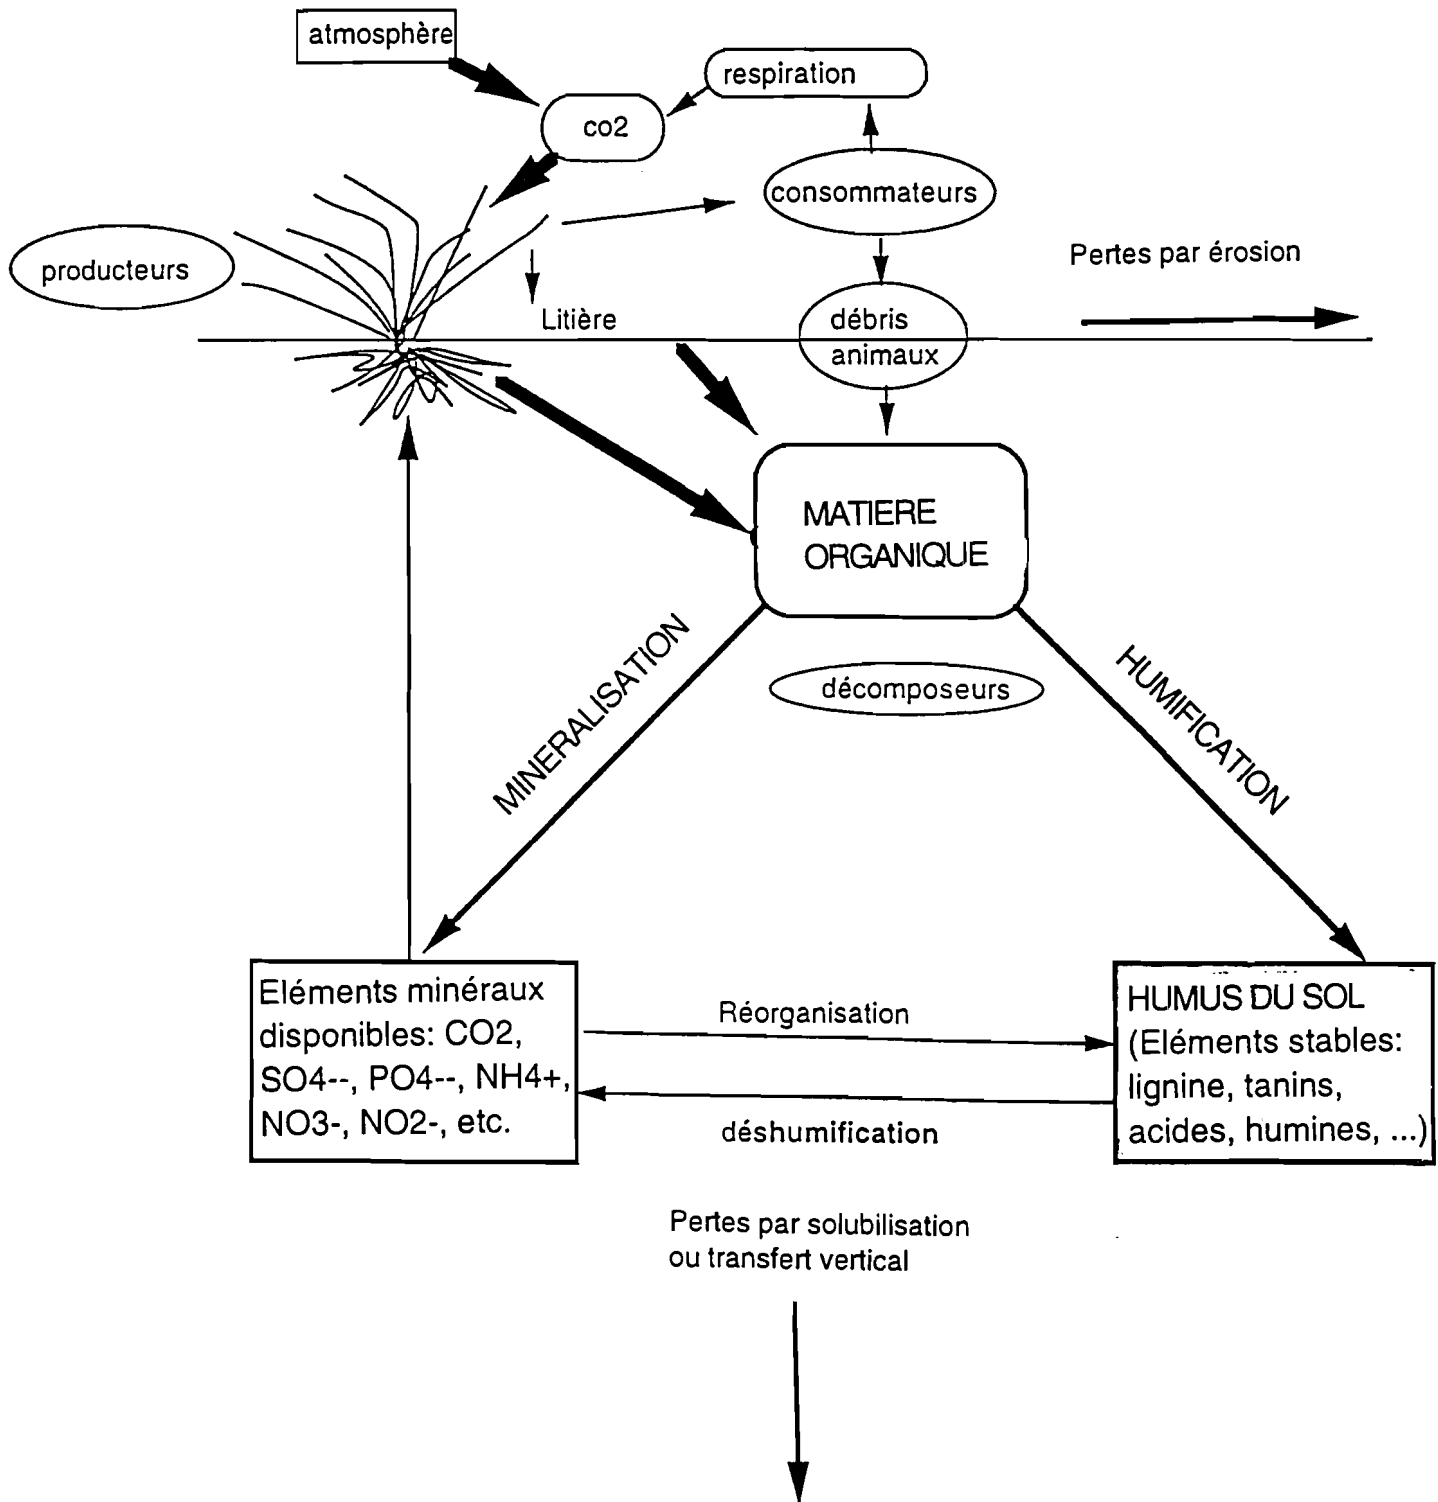 atmosphère
respiration
co2
consommateurs
producteurs
Pertes par érosion
Litière
débris
animaux
MATIERE
ORGANIQUE
décomposeurs
MINERALISATION
HUMIFICATION
Eléments minéraux
disponibles: CO2,
SO4--, PO4--, NH4+,
NO3-, NO2-, etc.
Réorganisation
déshumification
HUMUS DU SOL
(Eléments stables:
lignine, tanins,
acides, humines, ...)
Pertes par solubilisation
ou transfert vertical